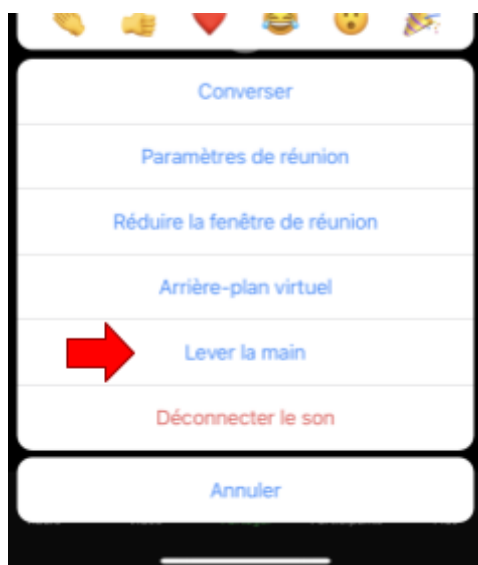 Converser
Paramètres de réunion
Réduire la fenêtre de réunion
Arrière-plan virtuel
Lever la main
Déconnecter le son
Annuler